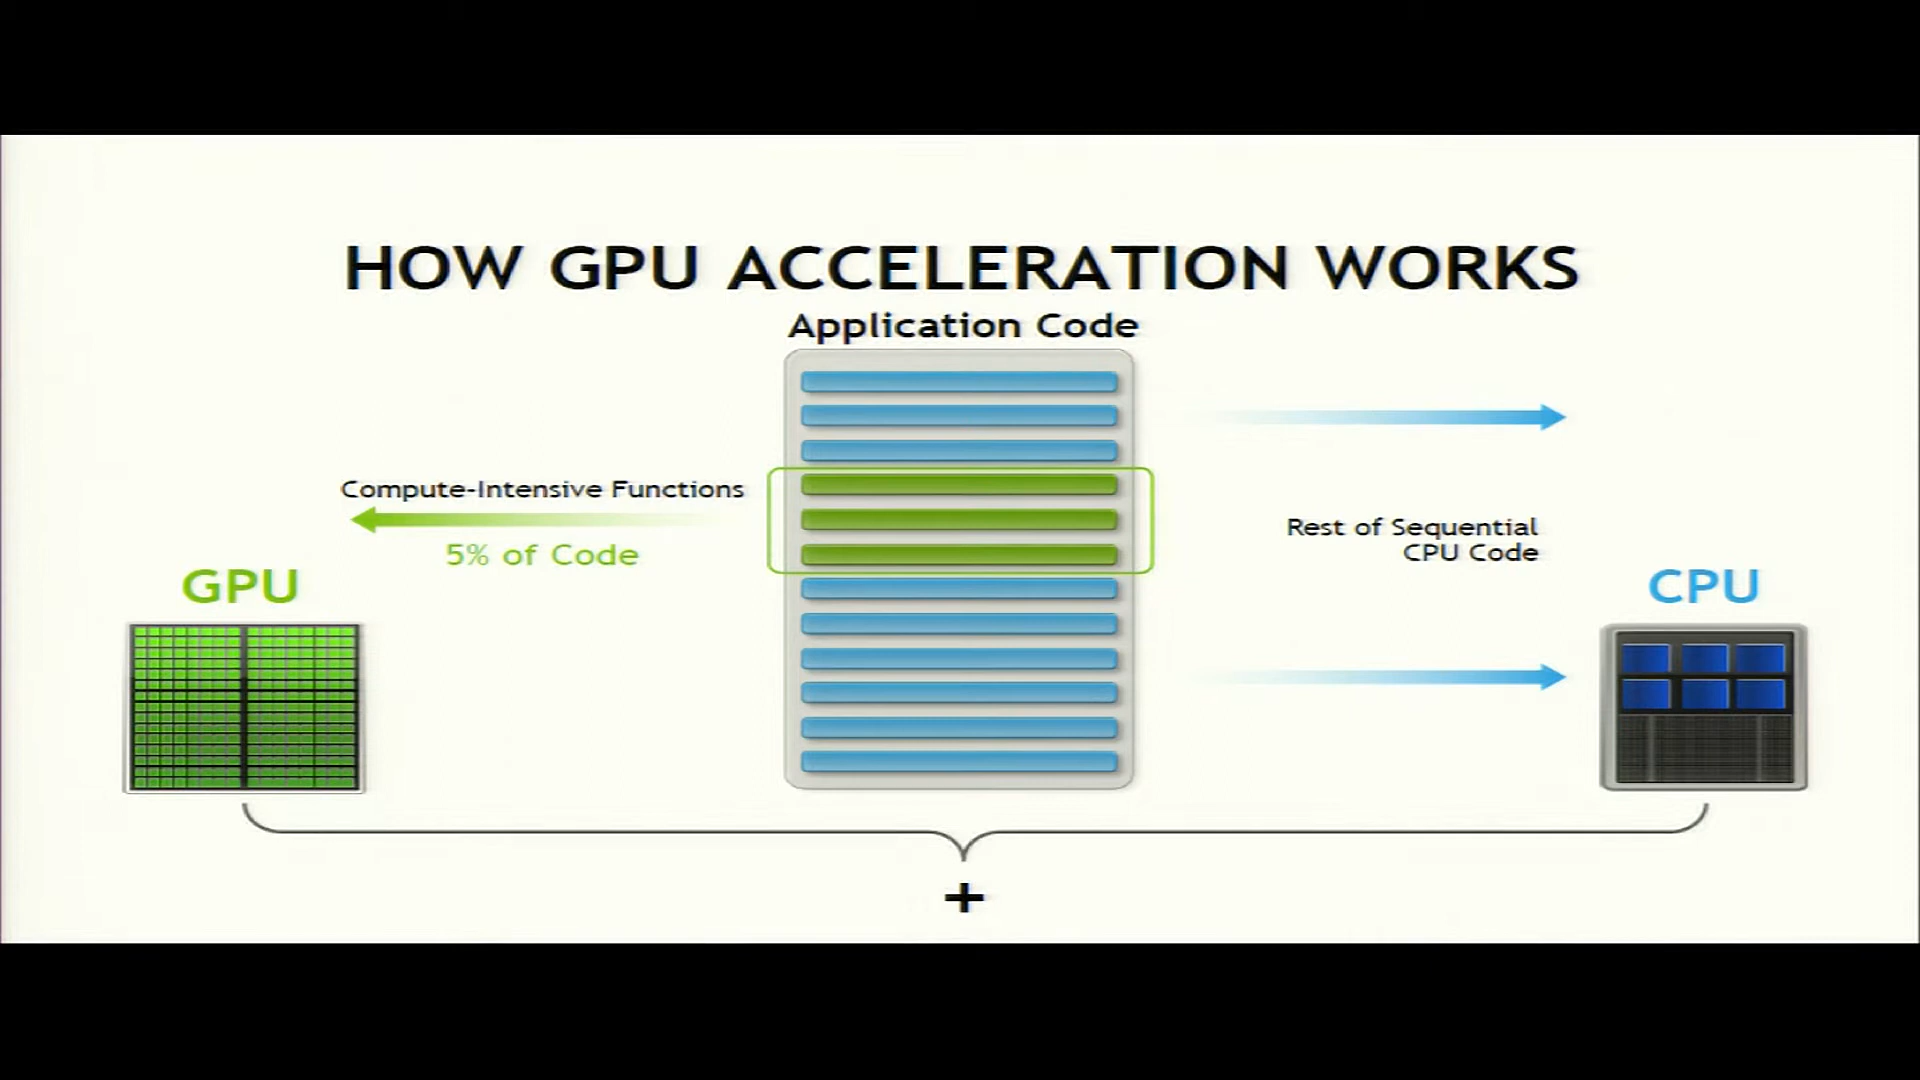 HOW GPU ACCELERATION WORKS
Application Code
Compute-Intensive Functions
5% of Code
GPU
Rest of Sequential
CPU Code
CPU
+